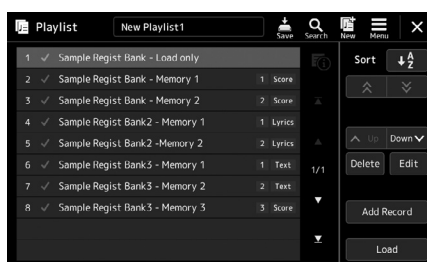 Playlist New Playlist1 Save Search New Menu
1 Sample Regist Bank - Load only
2 Sample Regist Bank - Memory 1 1 Score
3 Sample Regist Bank - Memory 2 2 Score
4 Sample Regist Bank2 - Memory 1 1 Lyrics
5 Sample Regist Bank2 -Memory 2 2 Lyrics
6 Sample Regist Bank3 - Memory 1 1 Text
7 Sample Regist Bank3 - Memory 2 2 Text
8 Sample Regist Bank3 - Memory 3 3 Score
1/1
Sort AZ
Up Down
Delete Edit
Add Record
Load